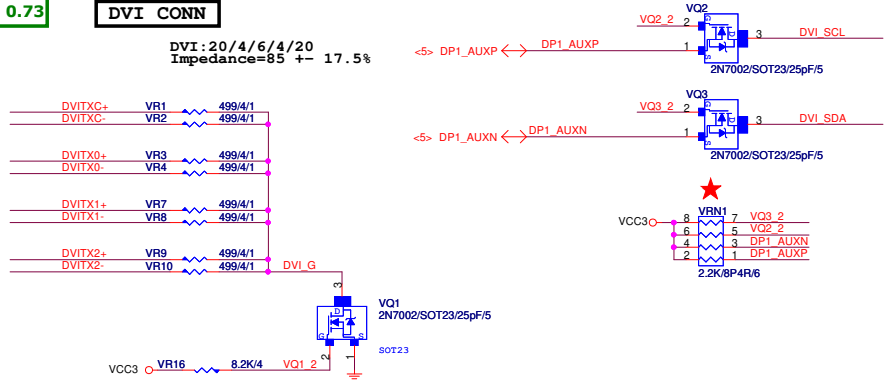 0.73
DVI CONN
DVI:20/4/6/4/20
Impedance=85 +- 17.5%
VQ2
VQ2_2 2 G
D 3 DVI_SCL
<5> DP1_AUXP DP1_AUXP 1 S
2N7002/SOT23/25pF/5
VQ3
VQ3_2 2 G
D 3 DVI_SDA
<5> DP1_AUXN DP1_AUXN 1 S
2N7002/SOT23/25pF/5
DVITXC+ VR1 499/4/1
DVITXC- VR2 499/4/1
DVITX0+ VR3 499/4/1
DVITX0- VR4 499/4/1
DVITX1+ VR7 499/4/1
DVITX1- VR8 499/4/1
DVITX2+ VR9 499/4/1
DVITX2- VR10 499/4/1 DVI_G
VRN1
VCC3 8 7 VQ3_2
6 5 VQ2_2
4 3 DP1_AUXN
2 1 DP1_AUXP
2.2K/8P4R/6
3
VQ1
D
2N7002/SOT23/25pF/5
G S
SOT23
2 1
VCC3 VR16 8.2K/4 VQ1_2